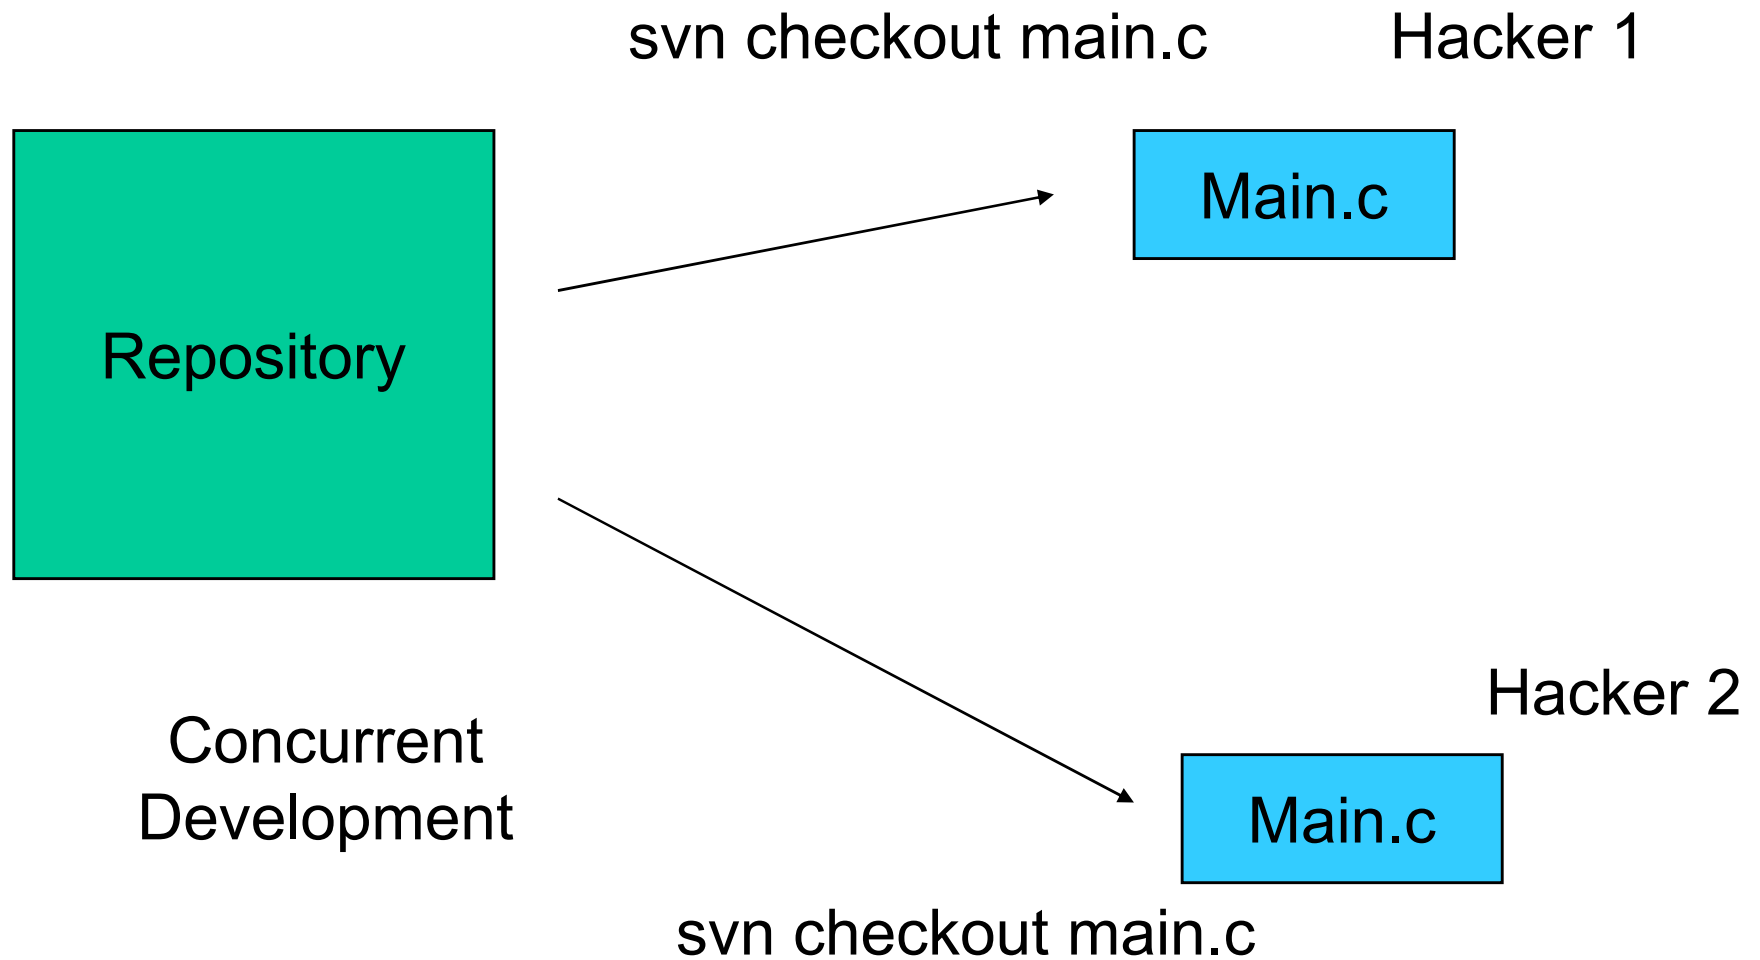 svn checkout main.c
Hacker 1
Main.c
Repository
Hacker 2
Concurrent
Development
Main.c
svn checkout main.c